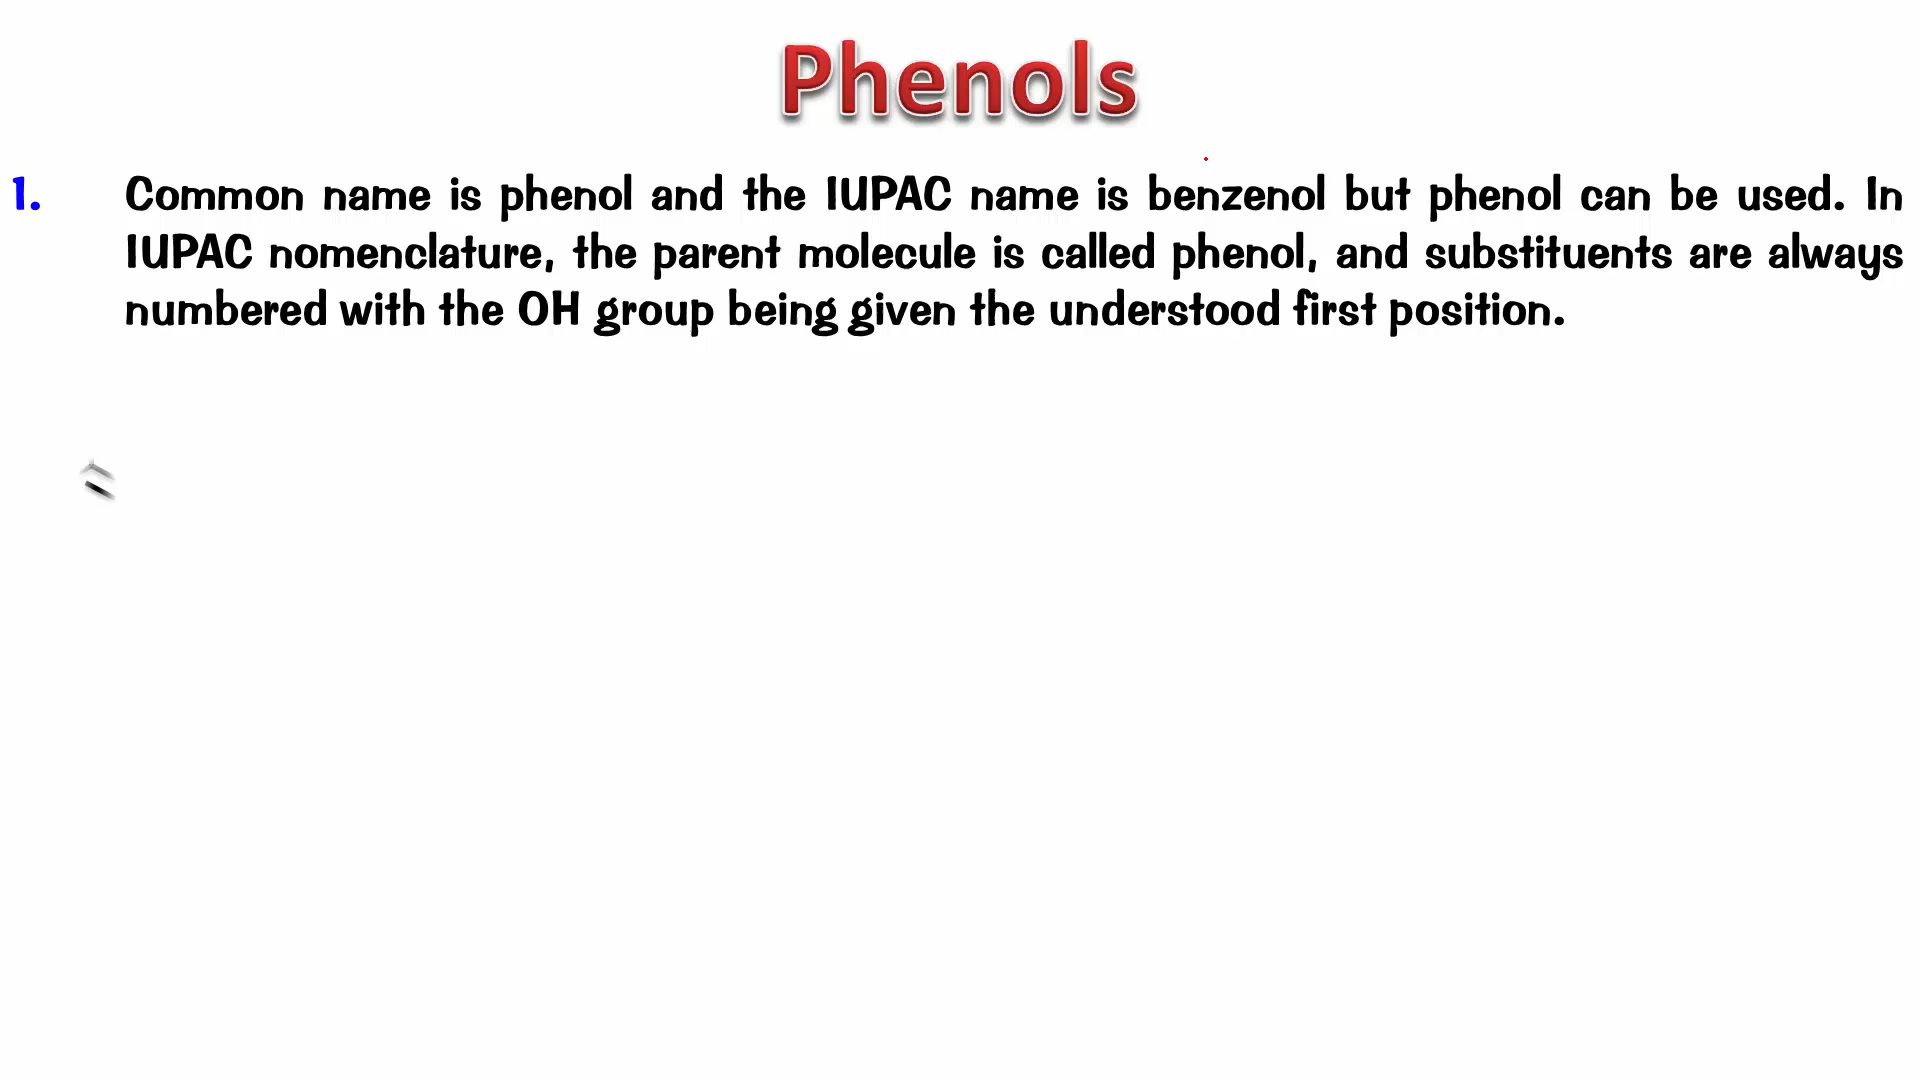 Phenols
1. Common name is phenol and the IUPAC name is benzenol but phenol can be used. In
IUPAC nomenclature, the parent molecule is called phenol, and substituents are always
numbered with the OH group being given the understood first position.